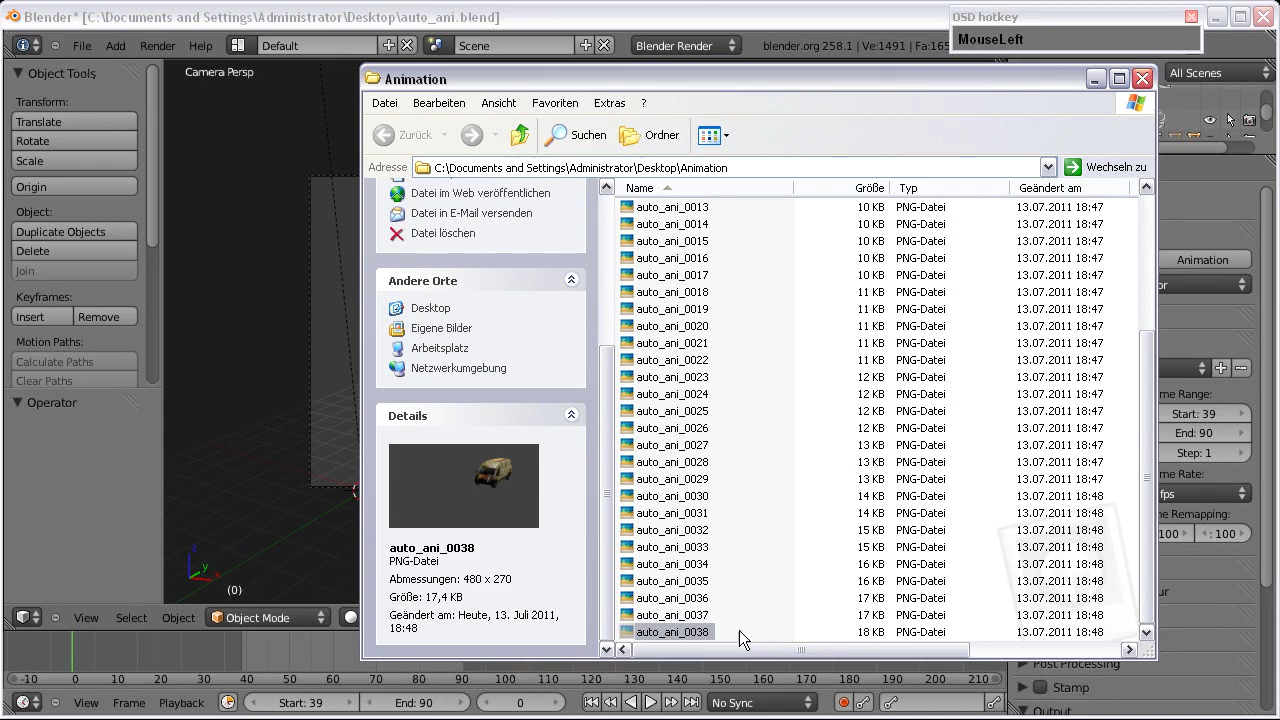 Blender* [C:\Documents and Settings\Administrator\Desktop\auto_ani.blend]
OSD hotkey
MouseLeft
File Add Render Help Default Scene Blender Render blender.org 258.1 | Ve:1491 | Fa:165
All Scenes
Object Tools
Transform:
Translate
Rotate
Scale
Origin
Object:
Duplicate Objects
Delete
Join
Keyframes:
Insert Remove
Motion Paths:
Calculate Paths
Clear Paths
Operator
Camera Persp
(0)
z
y
x
Animation
Datei Ansicht Favoriten Extras ?
Zurück Suchen Ordner
Adresse C:\Documents and Settings\Administrator\Desktop\Animation Wechseln zu
Datei im Web veröffentlichen
Datei in E-Mail versenden
Datei löschen
Andere Orte
Desktop
Eigene Bilder
Arbeitsplatz
Netzwerkumgebung
Details
auto_ani_0038
PNG-Datei
Abmessungen: 480 x 270
Größe: 17,4 KB
Geändert am: Heute, 13. Juli 2011,
18:48
Name Größe Typ Geändert am
auto_ani_0013 10 KB PNG-Datei 13.07.2011 18:47
auto_ani_0014 10 KB PNG-Datei 13.07.2011 18:47
auto_ani_0015 10 KB PNG-Datei 13.07.2011 18:47
auto_ani_0016 10 KB PNG-Datei 13.07.2011 18:47
auto_ani_0017 10 KB PNG-Datei 13.07.2011 18:47
auto_ani_0018 11 KB PNG-Datei 13.07.2011 18:47
auto_ani_0019 11 KB PNG-Datei 13.07.2011 18:47
auto_ani_0020 11 KB PNG-Datei 13.07.2011 18:47
auto_ani_0021 11 KB PNG-Datei 13.07.2011 18:47
auto_ani_0022 11 KB PNG-Datei 13.07.2011 18:47
auto_ani_0023 12 KB PNG-Datei 13.07.2011 18:47
auto_ani_0024 12 KB PNG-Datei 13.07.2011 18:47
auto_ani_0025 12 KB PNG-Datei 13.07.2011 18:47
auto_ani_0026 12 KB PNG-Datei 13.07.2011 18:47
auto_ani_0027 13 KB PNG-Datei 13.07.2011 18:47
auto_ani_0028 13 KB PNG-Datei 13.07.2011 18:47
auto_ani_0029 13 KB PNG-Datei 13.07.2011 18:47
auto_ani_0030 14 KB PNG-Datei 13.07.2011 18:48
auto_ani_0031 14 KB PNG-Datei 13.07.2011 18:48
auto_ani_0032 15 KB PNG-Datei 13.07.2011 18:48
auto_ani_0033 15 KB PNG-Datei 13.07.2011 18:48
auto_ani_0034 16 KB PNG-Datei 13.07.2011 18:48
auto_ani_0035 16 KB PNG-Datei 13.07.2011 18:48
auto_ani_0036 17 KB PNG-Datei 13.07.2011 18:48
auto_ani_0037 17 KB PNG-Datei 13.07.2011 18:48
auto_ani_0038 18 KB PNG-Datei 13.07.2011 18:48
Animation
or
me Range:
Start: 39
End: 90
Step: 1
me Rate:
fps
me Remapping:
100 : 100
ur
Post Processing
Stamp
Output
View Select Object Object Mode
-10 0 10 20 30 40 50 60 70 80 90 100 110 120 130 140 150 160 170 180 190 200 210
View Frame Playback Start: 39 End: 90 0 No Sync